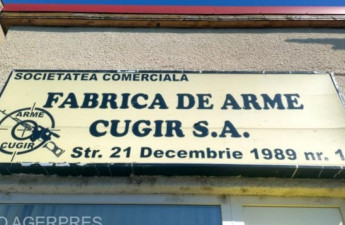 SOCIETATEA COMERCIALĂ
FABRICA DE ARME
CUGIR S.A.
ARME
CUGIR
Str. 21 Decembrie 1989 nr. 1
AGERPRES